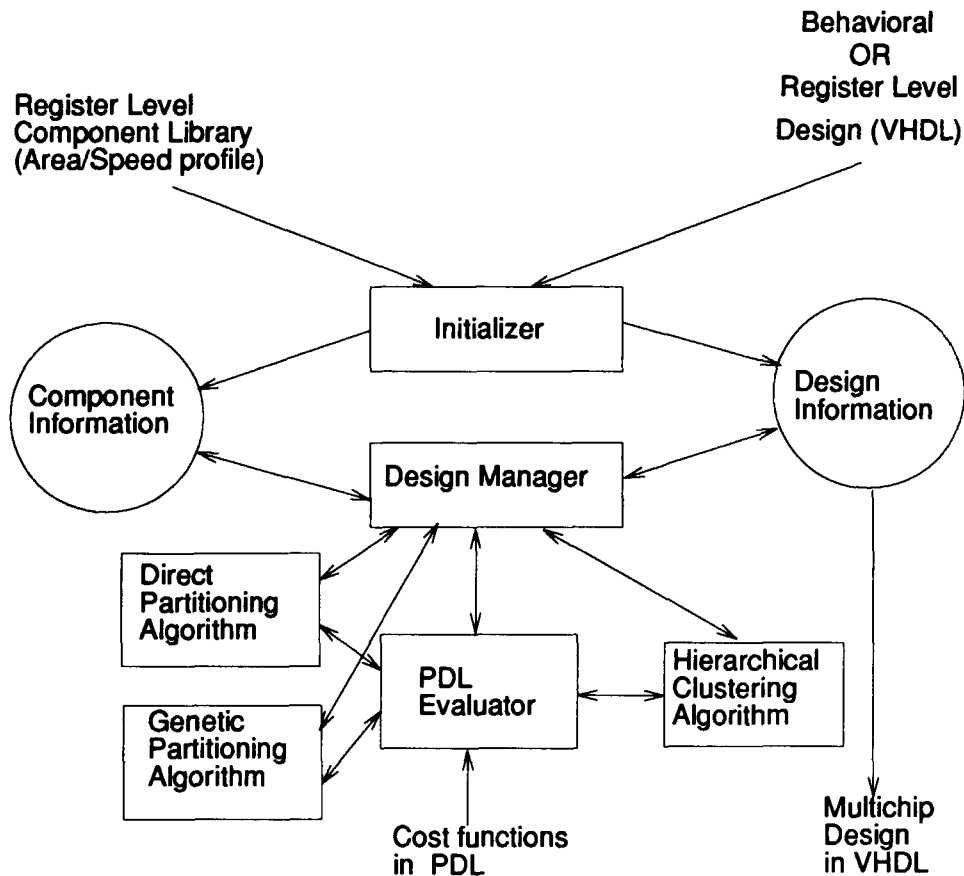 Behavioral
OR
Register Level
Design (VHDL)
Register Level
Component Library
(Area/Speed profile)
Initializer
Component
Information
Design
Information
Design Manager
Direct
Partitioning
Algorithm
PDL
Evaluator
Hierarchical
Clustering
Algorithm
Genetic
Partitioning
Algorithm
Cost functions
in PDL
Multichip
Design
in VHDL